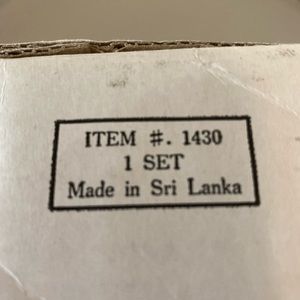 ITEM #. 1430
1 SET
Made in Sri Lanka